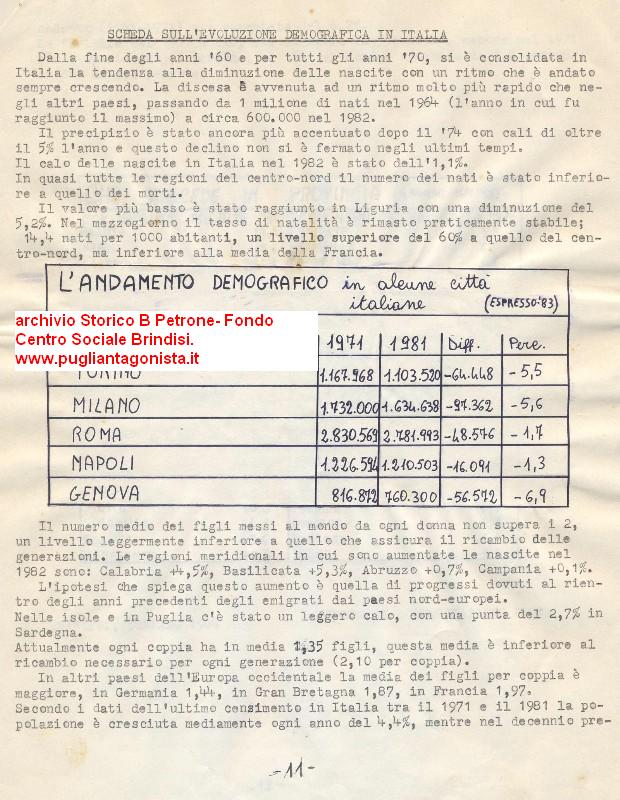 SCHEDA SULL'EVOLUZIONE DEMOGRAFICA IN ITALIA
Dalla fine degli anni '60 e per tutti gli anni '70, si è consolidata in
Italia la tendenza alla diminuzione delle nascite con un ritmo che è andato
sempre crescendo. La discesa è avvenuta ad un ritmo molto più rapido che ne-
gli altri paesi, passando da 1 milione di nati nel 1964 (l'anno in cui fu
raggiunto il massimo) a circa 600.000 nel 1982.
Il precipizio è stato ancora più accentuato dopo il '74 con cali di oltre
il 5% l'anno e questo declino non si è fermato negli ultimi tempi.
Il calo delle nascite in Italia nel 1982 è stato dell'1,1%.
In quasi tutte le regioni del centro-nord il numero dei nati è stato inferio-
re a quello dei morti.
Il valore più basso è stato raggiunto in Liguria con una diminuzione del
5,2%. Nel mezzogiorno il tasso di natalità è rimasto praticamente stabile;
14,4 nati per 1000 abitanti, un livello superiore del 60% a quello del cen-
tro-nord, ma inferiore alla media della Francia.
L'ANDAMENTO DEMOGRAFICO in alcune città
italiane (ESPRESSO '83)
archivio Storico B Petrone- Fondo
Centro Sociale Brindisi.
www.pugliantagonista.it
1971 1981 Diff. Perc.
TORINO 1.167.968 1.103.520 -64.448 -5,5
MILANO 1.732.000 1.634.638 -97.362 -5,6
ROMA 2.830.569 2.781.993 -48.576 -1,7
NAPOLI 1.226.594 1.210.503 -16.091 -1,3
GENOVA 816.872 760.300 -56.572 -6,9
Il numero medio dei figli messi al mondo da ogni donna non supera i 2,
un livello leggermente inferiore a quello che assicura il ricambio delle
generazioni. Le regioni meridionali in cui sono aumentate le nascite nel
1982 sono: Calabria +4,5%, Basilicata +5,3%, Abruzzo +0,7%, Campania +0,1%.
L'ipotesi che spiega questo aumento è quella di progressi dovuti al rien-
tro degli anni precedenti degli emigrati dai paesi nord-europei.
Nelle isole e in Puglia c'è stato un leggero calo, con una punta del 2,7% in
Sardegna.
Attualmente ogni coppia ha in media 1,35 figli, questa media è inferiore al
ricambio necessario per ogni generazione (2,10 per coppia).
In altri paesi dell'Europa occidentale la media dei figli per coppia è
maggiore, in Germania 1,44, in Gran Bretagna 1,87, in Francia 1,97.
Secondo i dati dell'ultimo censimento in Italia tra il 1971 e il 1981 la po-
polazione è cresciuta mediamente ogni anno del 4,4%, mentre nel decennio pre-
-11-